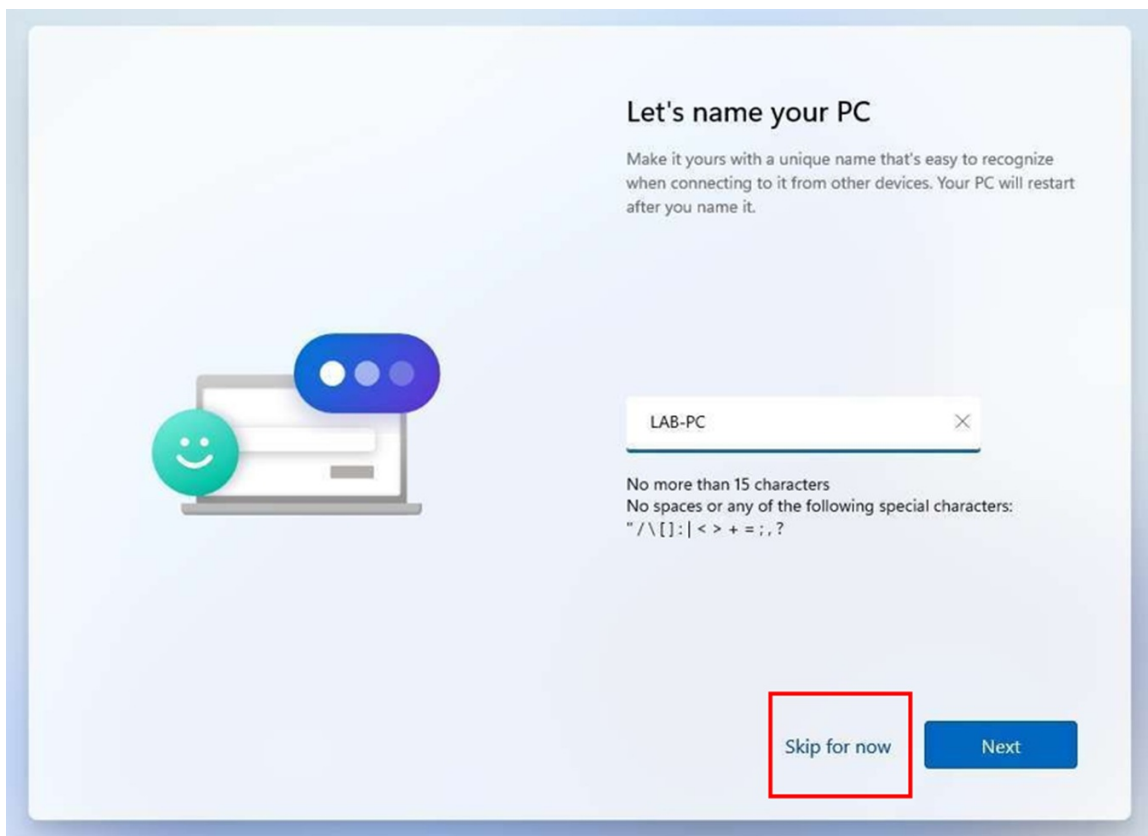 Let's name your PC
Make it yours with a unique name that's easy to recognize
when connecting to it from other devices. Your PC will restart
after you name it.
LAB-PC
No more than 15 characters
No spaces or any of the following special characters:
" / \ [ ] : | < > + = ; , ?
Skip for now
Next